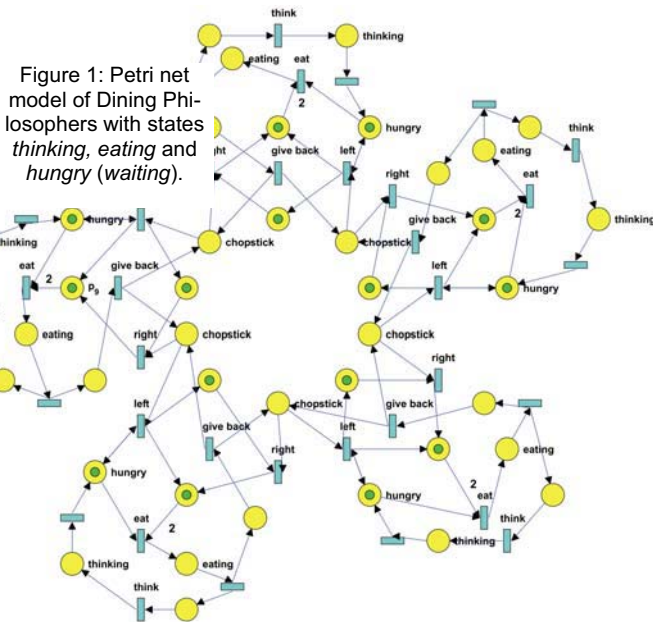 think
thinking
eating
eat
Figure 1: Petri net
model of Dining Phi-
losophers with states
thinking, eating and
hungry (waiting).
2
hungry
think
eating
ght
give back
left
right
eat
hungry
2
thinking
give back
hinking
chopstick
chopstick
eat
2
give back
left
P9
hungry
eating
right
chopstick
chopstick
right
left
chopstick
give back
give back
left
right
eating
hungry
hungry
2
eat
eat
2
think
thinking
thinking
eating
think